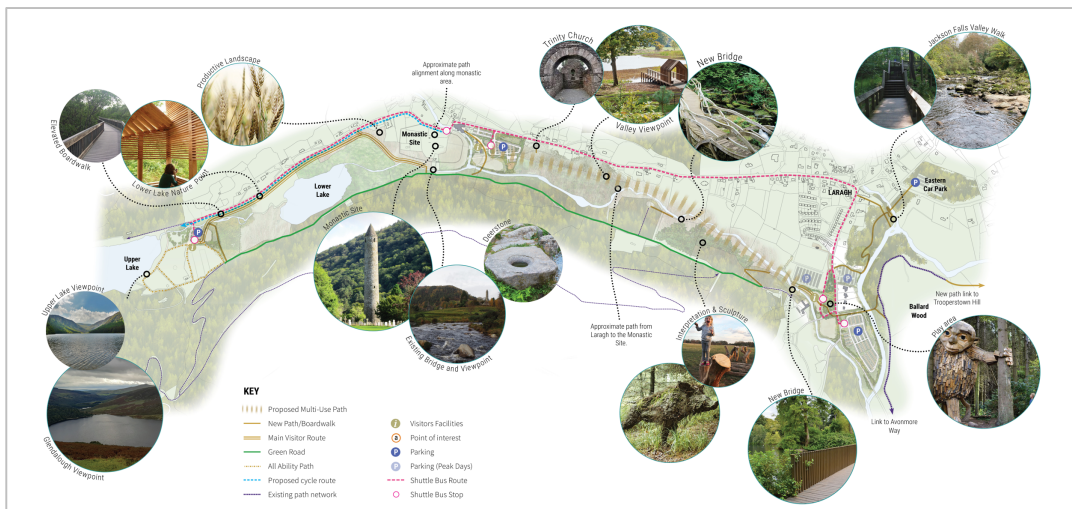 Productive Landscape
Elevated Boardwalk
Lower Lake Nature Point
Approximate path
alignment along monastic
area.
Trinity Church
Valley Viewpoint
New Bridge
Jackson Falls Valley Walk
Monastic
Site
Lower
Lake
P
P
LARAGH
P
Eastern
Car Park
P
Upper
Lake
Monastic Site
Deerstone
Existing Bridge and Viewpoint
Upper Lake Viewpoint
Glendalough Viewpoint
Approximate path from
Laragh to the Monastic
Site.
Interpretation & Sculpture
New Bridge
P
P
P
Ballard
Wood
New path link to
Trooperstown Hill
Play area
Link to Avonmore
Way
KEY
Proposed Multi-Use Path
New Path/Boardwalk
Main Visitor Route
Green Road
All Ability Path
Proposed cycle route
Existing path network
i Visitors Facilities
8 Point of interest
P Parking
P Parking (Peak Days)
Shuttle Bus Route
Shuttle Bus Stop